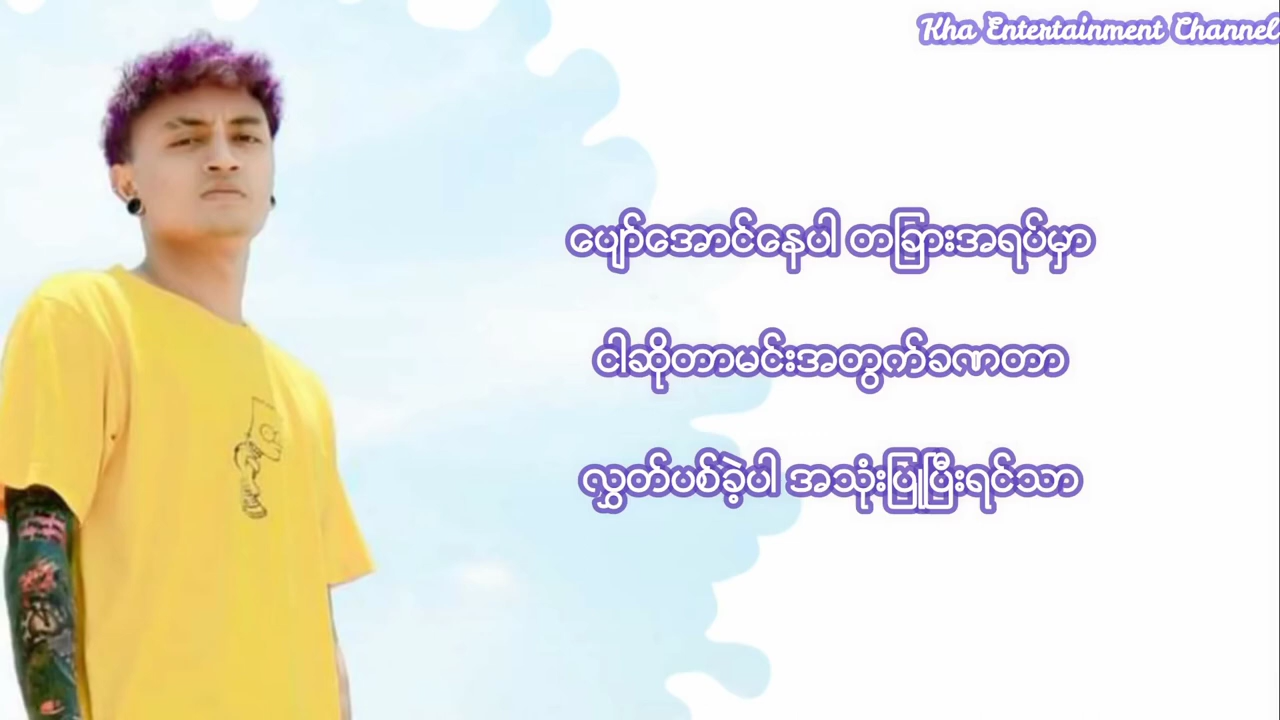 Kha Entertainment Channel
ပျော်အောင်နေပါ တခြားအရပ်မှာ
ငါဆိုတာမင်းအတွက်ခဏတာ
လွှတ်ပစ်ခဲ့ပါ အသုံးပြုပြီးရင်သာ